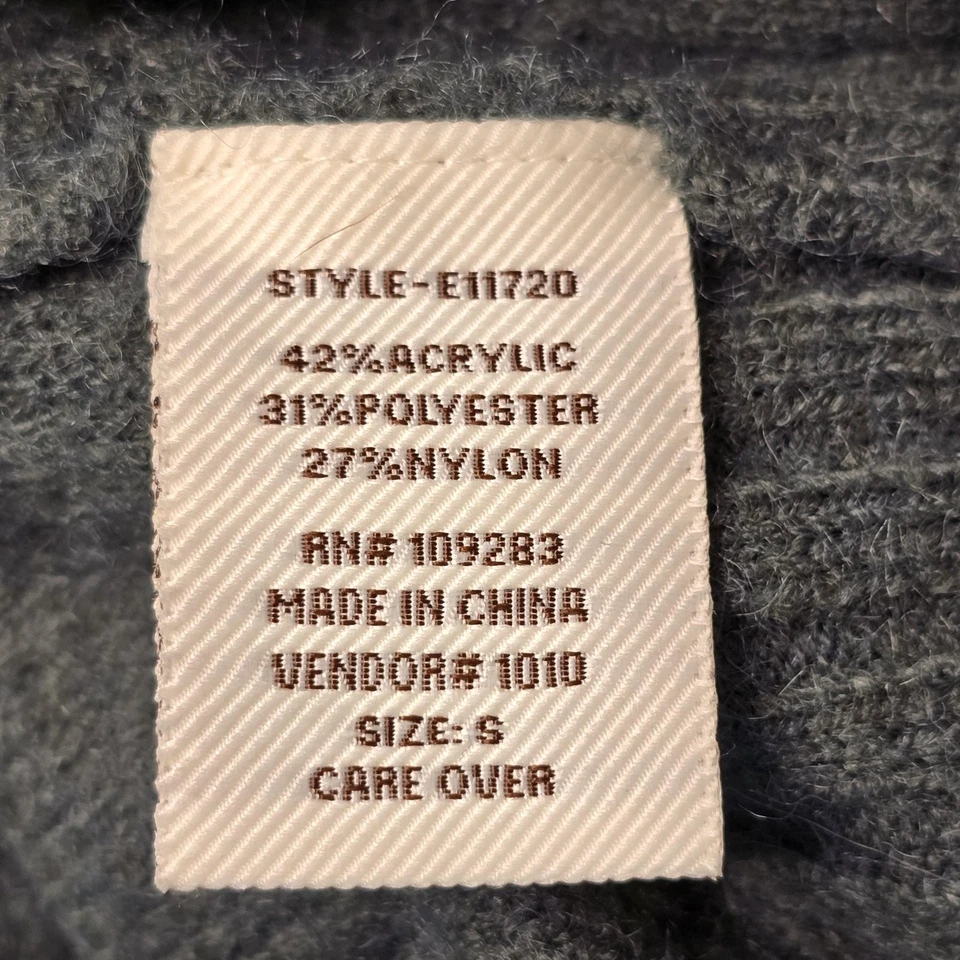 STYLE-E11720
42%ACRYLIC
31%POLYESTER
27%NYLON
RN# 109283
MADE IN CHINA
VENDOR# 1010
SIZE: S
CARE OVER